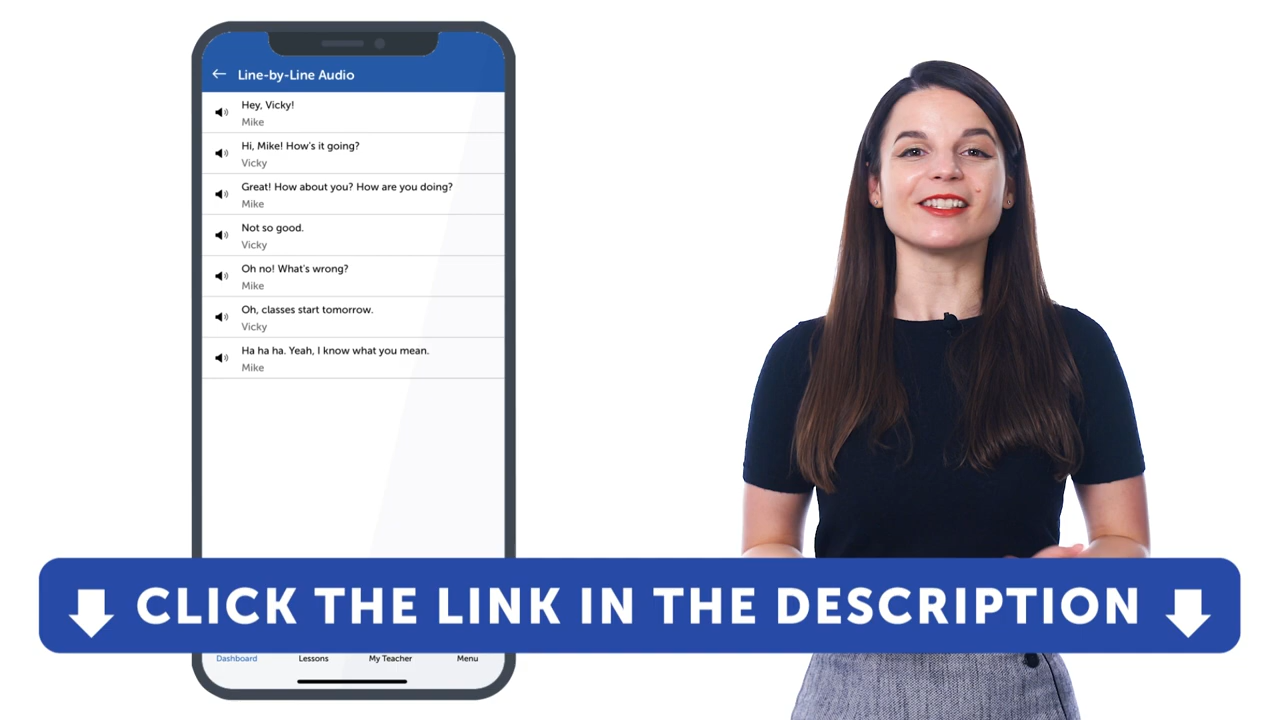 Line-by-Line Audio
Hey, Vicky!
Mike
Hi, Mike! How's it going?
Vicky
Great! How about you? How are you doing?
Mike
Not so good.
Vicky
Oh no! What's wrong?
Mike
Oh, classes start tomorrow.
Vicky
Ha ha ha. Yeah, I know what you mean.
Mike
CLICK THE LINK IN THE DESCRIPTION
Dashboard Lessons My Teacher Menu